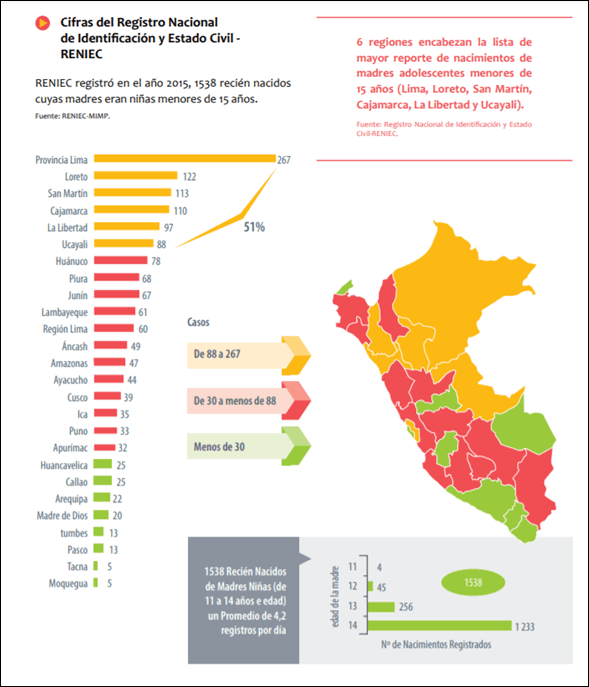 Cifras del Registro Nacional
de Identificación y Estado Civil -
RENIEC
RENIEC registró en el año 2015, 1538 recién nacidos
cuyas madres eran niñas menores de 15 años.
Fuente: RENIEC-MIMP.
6 regiones encabezan la lista de
mayor reporte de nacimientos de
madres adolescentes menores de
15 años (Lima, Loreto, San Martín,
Cajamarca, La Libertad y Ucayali).
Fuente: Registro Nacional de Identificación y Estado
Civil-RENIEC.
Provincia Lima 267
Loreto 122
San Martín 113
Cajamarca 110
La Libertad 97
Ucayali 88
51%
Huánuco 78
Piura 68
Junín 67
Lambayeque 61
Región Lima 60
Áncash 49
Amazonas 47
Ayacucho 44
Cusco 39
Ica 35
Puno 33
Apurímac 32
Huancavelica 25
Callao 25
Arequipa 22
Madre de Dios 20
tumbes 13
Pasco 13
Tacna 5
Moquegua 5
Casos
De 88 a 267
De 30 a menos de 88
Menos de 30
1538 Recién Nacidos
de Madres Niñas (de
11 a 14 años e edad)
un Promedio de 4,2
registros por día
edad de la madre
11 4
12 45
13 256
14 1 233
1538
Nº de Nacimientos Registrados